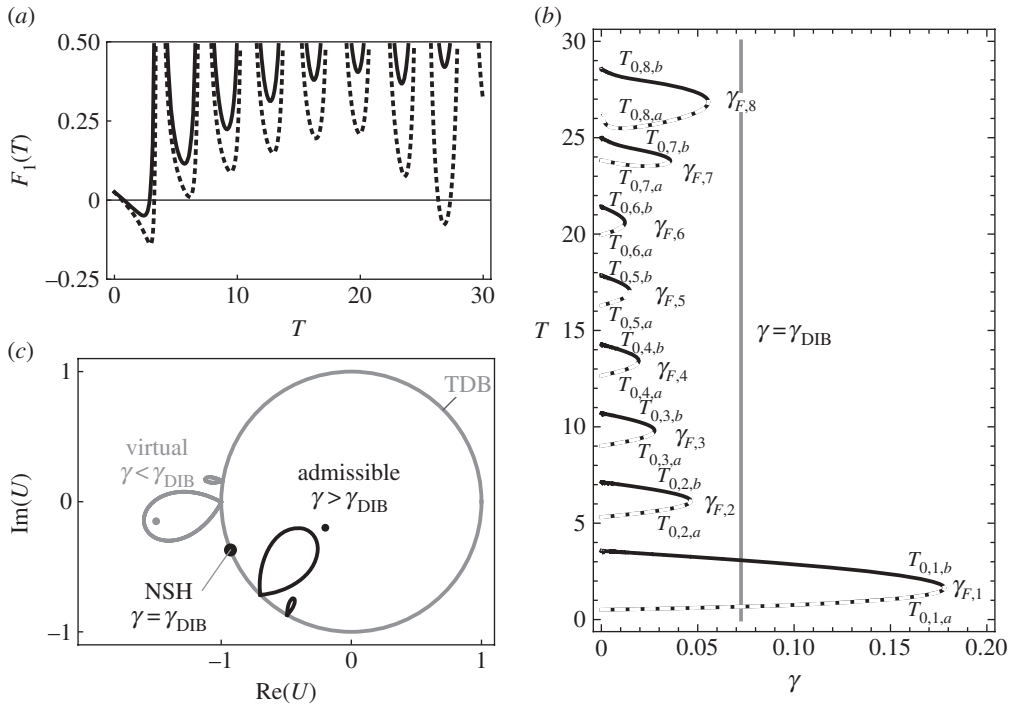 (a)
0.50
0.25
0
−0.25
F1(T)
0
10
20
30
T
(b)
30
25
20
15
10
5
0
T
T0,8,b
T0,8,a
γF,8
T0,7,b
T0,7,a
γF,7
T0,6,b
T0,6,a
γF,6
T0,5,b
T0,5,a
γF,5
γ = γDIB
T0,4,b
T0,4,a
γF,4
T0,3,b
T0,3,a
γF,3
T0,2,b
T0,2,a
γF,2
T0,1,b
T0,1,a
γF,1
0
0.05
0.10
0.15
0.20
γ
(c)
1
0
−1
Im(U)
TDB
virtual
γ < γDIB
admissible
γ > γDIB
NSH
γ = γDIB
−1
0
1
Re(U)